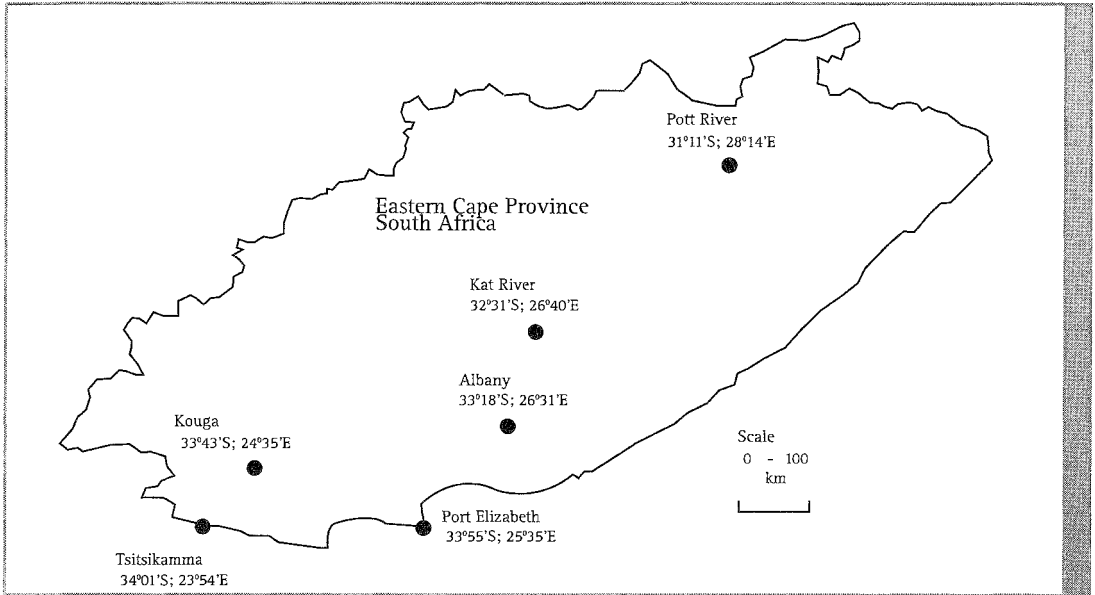 Pott River
31°11'S; 28°14'E
Eastern Cape Province
South Africa
Kat River
32°31'S; 26°40'E
Albany
33°18'S; 26°31'E
Kouga
33°43'S; 24°35'E
Scale
0 - 100
km
Port Elizabeth
33°55'S; 25°35'E
Tsitsikamma
34°01'S; 23°54'E